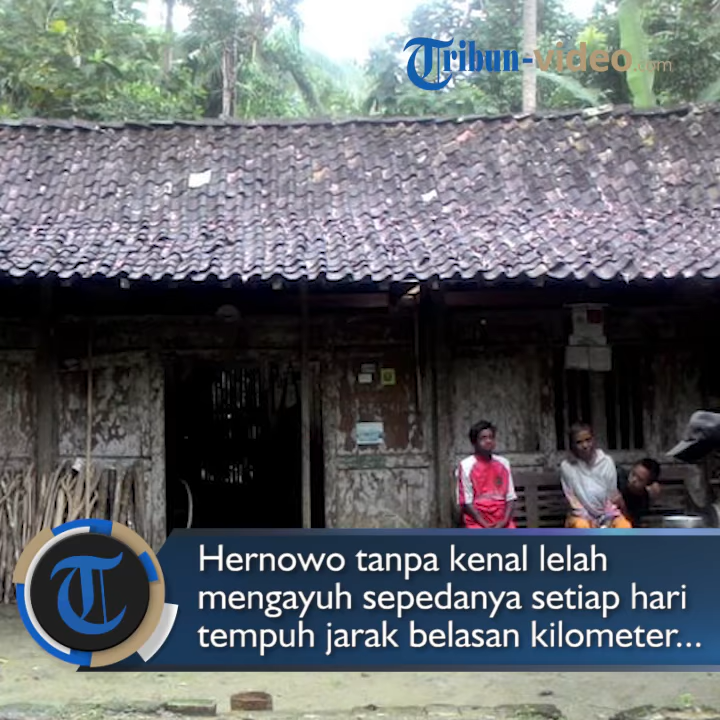 Tribun-video.com
Hernowo tanpa kenal lelah
mengayuh sepedanya setiap hari
tempuh jarak belasan kilometer...
T